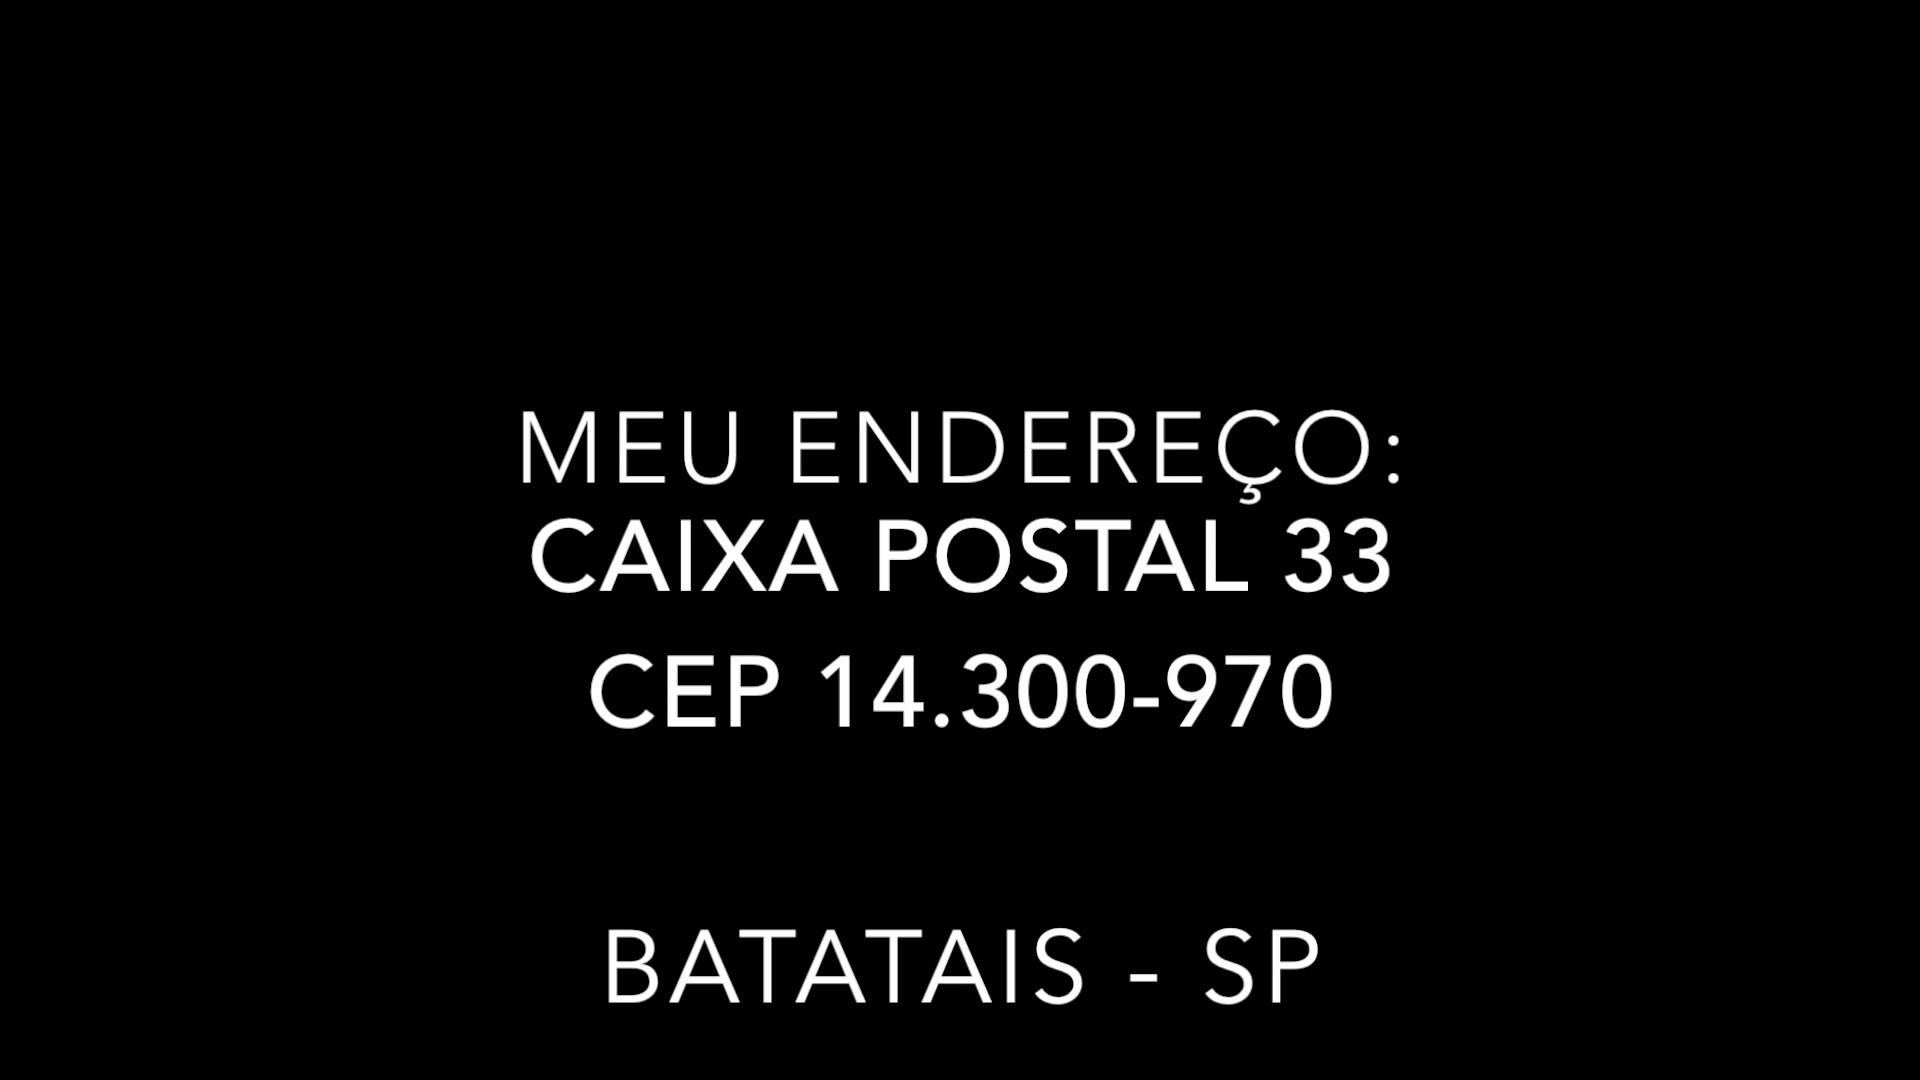 MEU ENDEREÇO:
CAIXA POSTAL 33
CEP 14.300-970
BATATAIS - SP